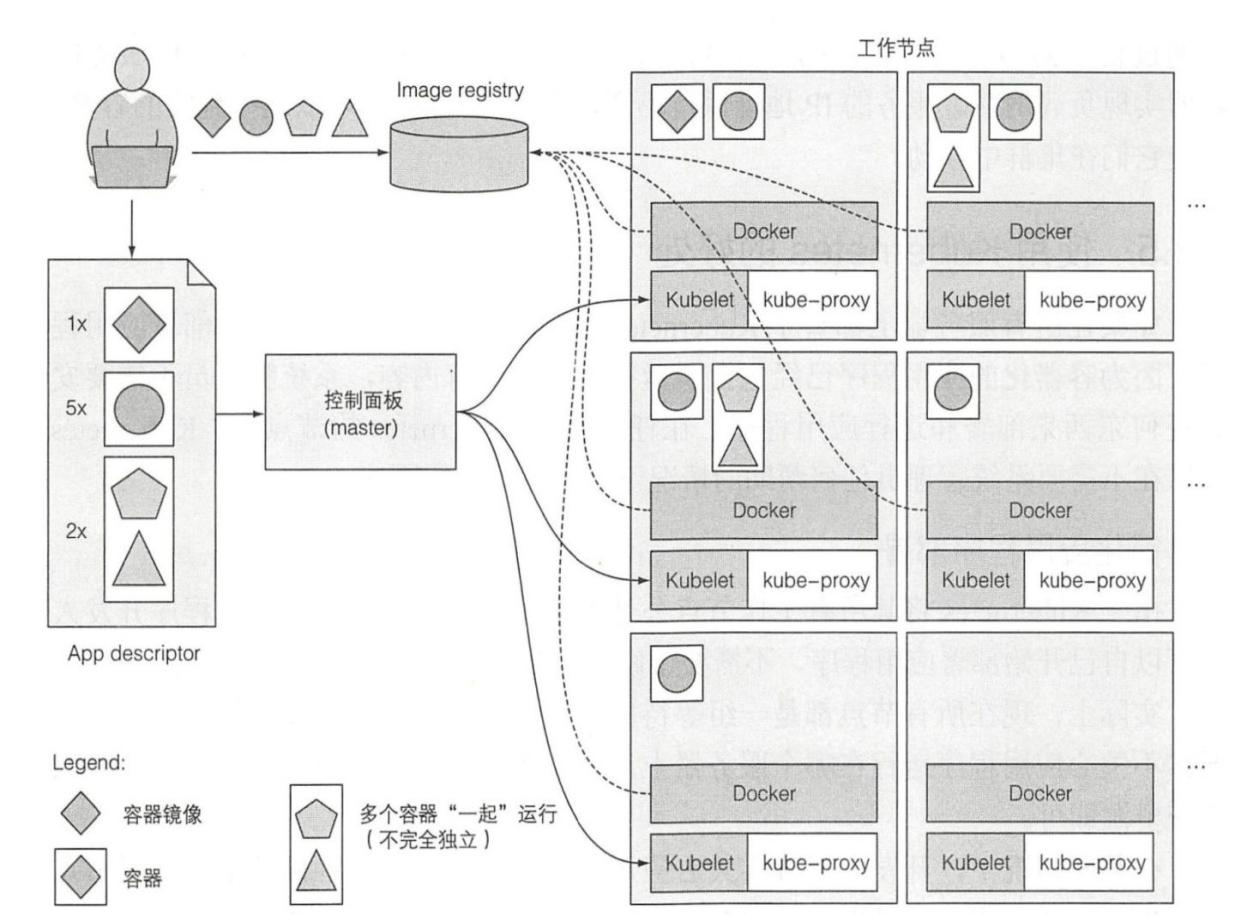 工作节点
Image registry
Docker
Kubelet
kube-proxy
Docker
Kubelet
kube-proxy
...
1x
5x
2x
App descriptor
控制面板
(master)
Docker
Kubelet
kube-proxy
Docker
Kubelet
kube-proxy
...
Docker
Kubelet
kube-proxy
Docker
Kubelet
kube-proxy
...
Legend:
容器镜像
容器
多个容器“一起”运行
(不完全独立)